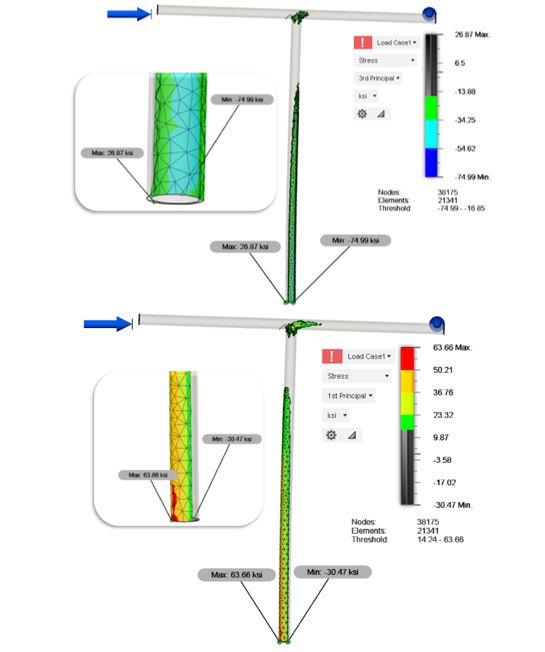 26.87 Max.
Load Case1
6.5
Stress
3rd Principal
-13.88
ksi
Min: -74.99 ksi
-34.25
Max: 26.87 ksi
-54.62
-74.99 Min.
Nodes: 38175
Elements: 21341
Threshold -74.99 - -16.85
Max: 26.87 ksi
Min: -74.99 ksi
63.66 Max.
Load Case1
50.21
Stress
36.76
1st Principal
23.32
ksi
9.87
Min: -30.47 ksi
-3.58
Max: 63.66 ksi
-17.02
-30.47 Min.
Nodes: 38175
Elements: 21341
Threshold: 14.24 - 63.66
Max: 63.66 ksi
Min: -30.47 ksi